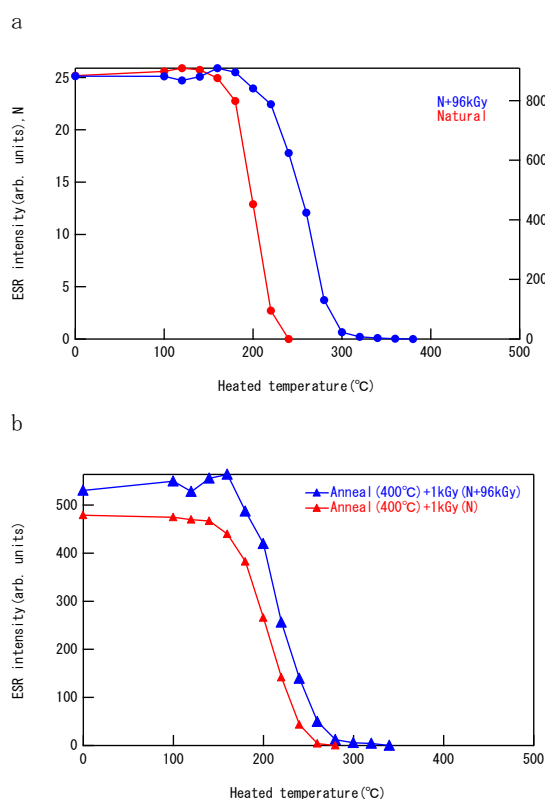 a
25
20
15
10
5
0
800
600
400
200
0
N+96kGy
Natural
ESR intensity(arb. units), N
0
100
200
300
400
500
Heated temperature(℃)
b
500
400
300
200
100
0
Anneal(400℃)+1kGy(N+96kGy)
Anneal(400℃)+1kGy(N)
ESR intensity(arb. units)
0
100
200
300
400
500
Heated temperature(℃)